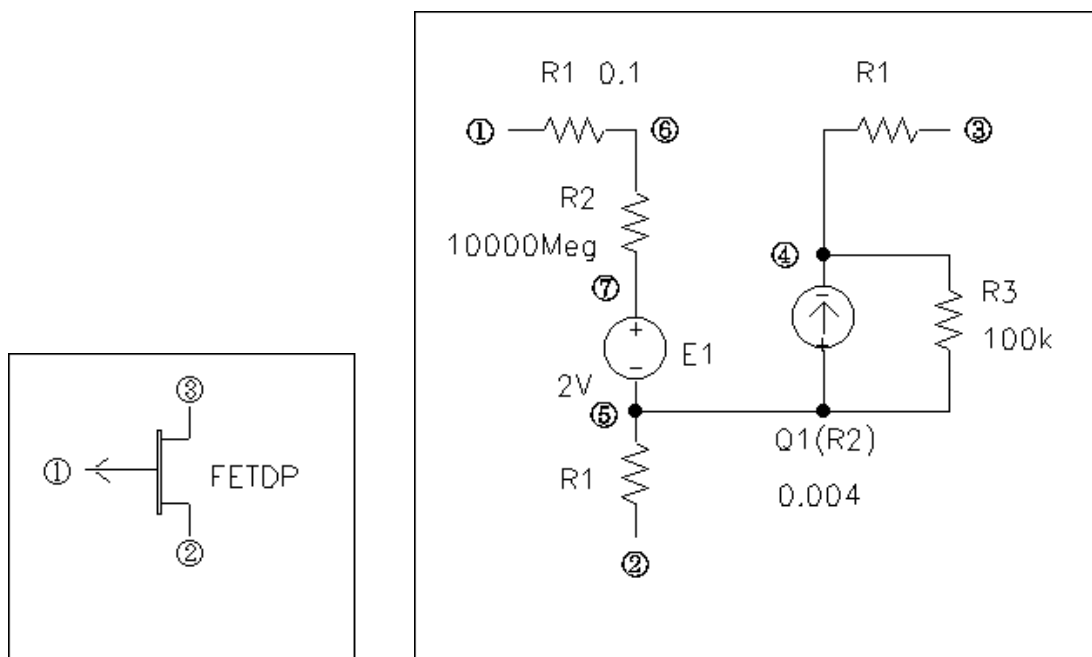 ③
①
FETDP
②
R1 0.1
R1
①
⑥
③
R2
10000Meg
④
⑦
R3
100k
+
−
E1
−
+
2V
⑤
Q1(R2)
0.004
R1
②